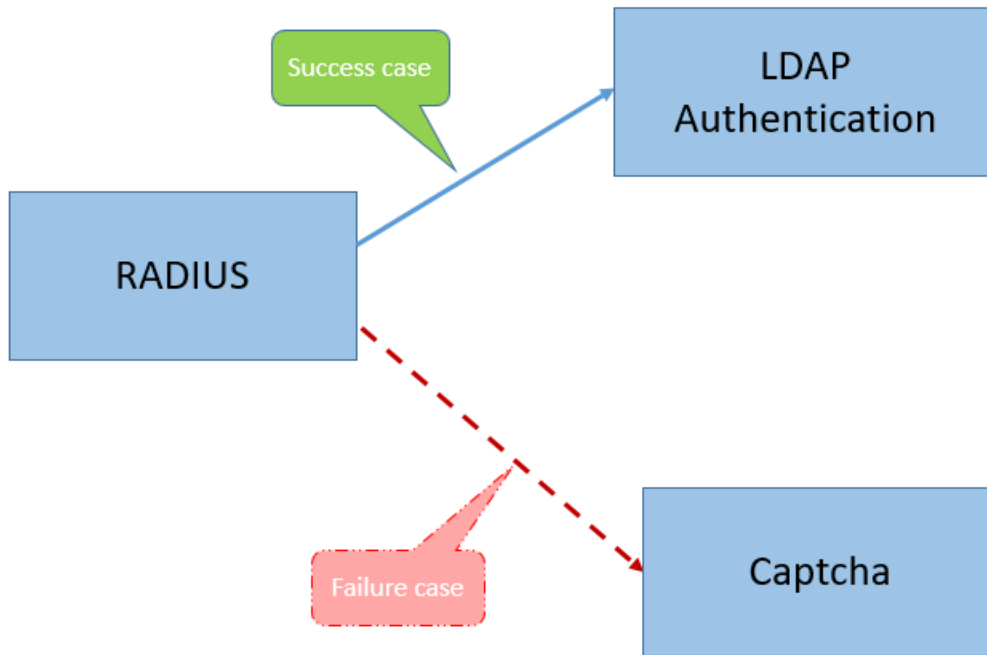 Success case
LDAP
Authentication
RADIUS
Failure case
Captcha